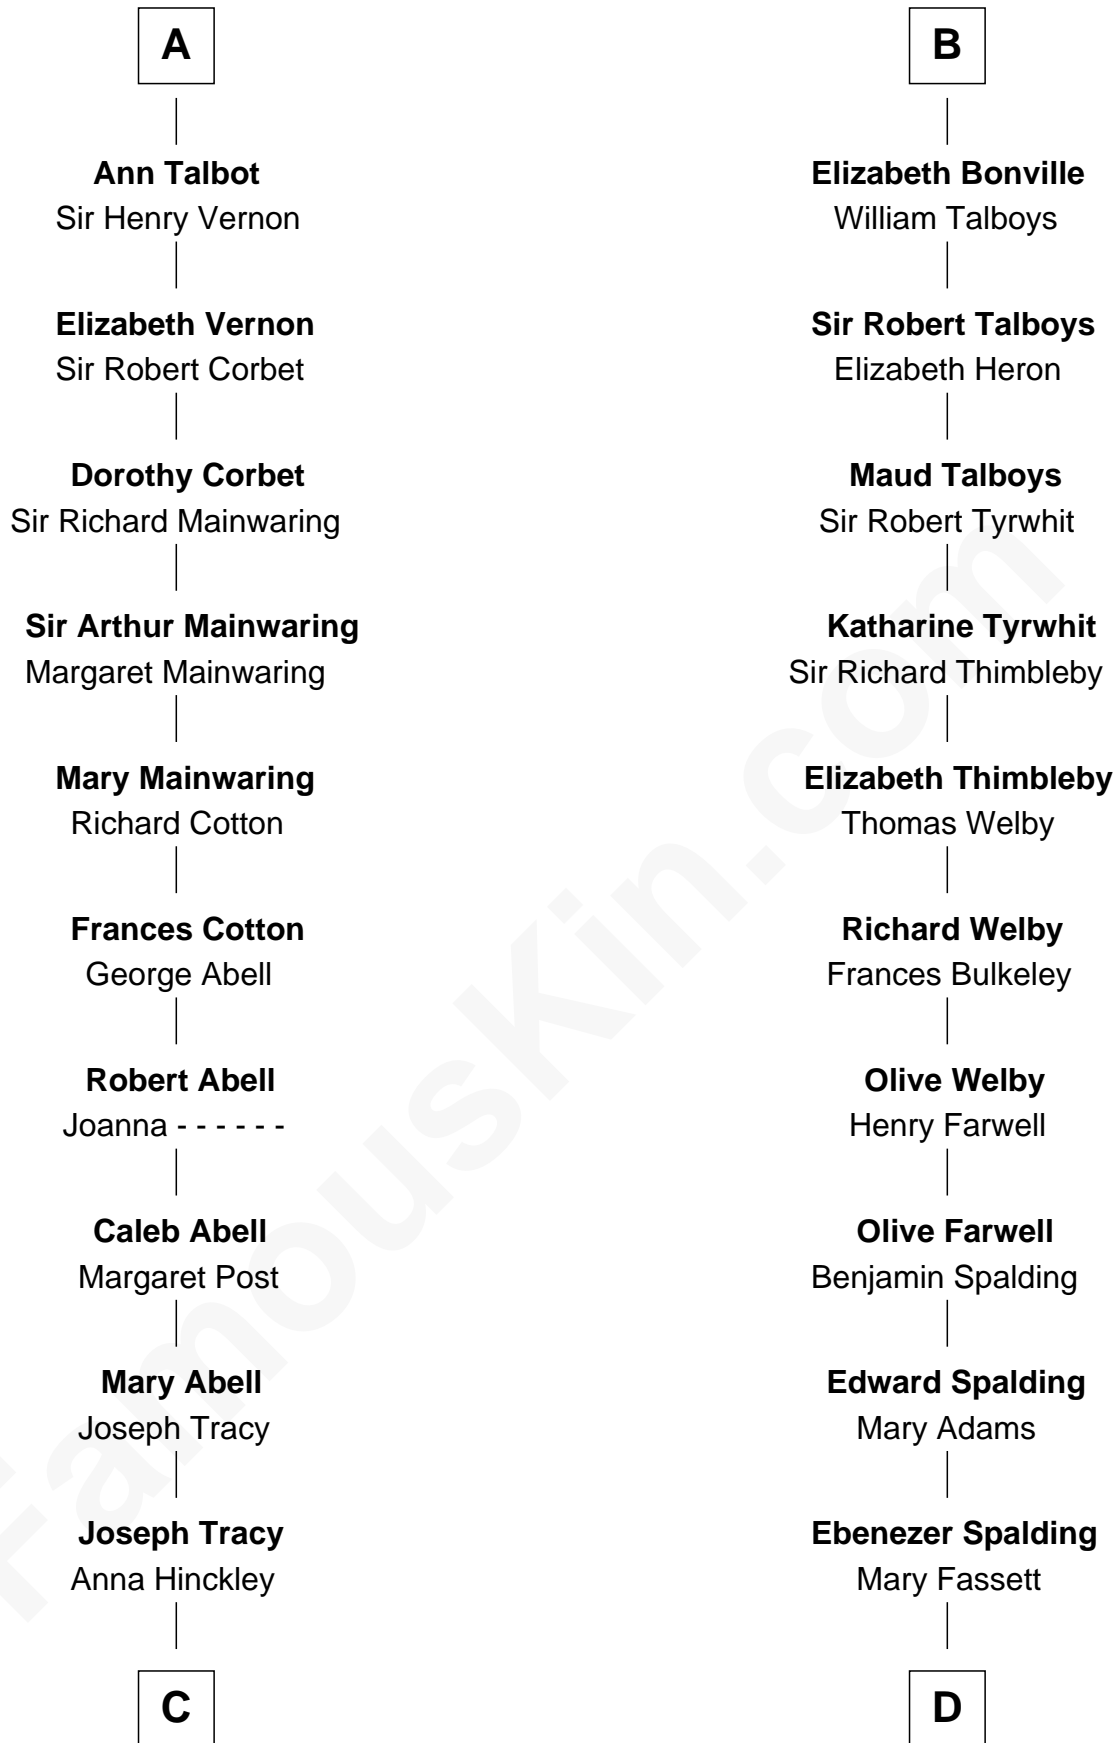 A
Ann Talbot
Sir Henry Vernon
Elizabeth Vernon
Sir Robert Corbet
Dorothy Corbet
Sir Richard Mainwaring
Sir Arthur Mainwaring
Margaret Mainwaring
Mary Mainwaring
Richard Cotton
Frances Cotton
George Abell
Robert Abell
Joanna - - - - - -
Caleb Abell
Margaret Post
Mary Abell
Joseph Tracy
Joseph Tracy
Anna Hinckley
C
B
Elizabeth Bonville
William Talboys
Sir Robert Talboys
Elizabeth Heron
Maud Talboys
Sir Robert Tyrwhit
Katharine Tyrwhit
Sir Richard Thimbleby
Elizabeth Thimbleby
Thomas Welby
Richard Welby
Frances Bulkeley
Olive Welby
Henry Farwell
Olive Farwell
Benjamin Spalding
Edward Spalding
Mary Adams
Ebenezer Spalding
Mary Fassett
D
FamousKin.com